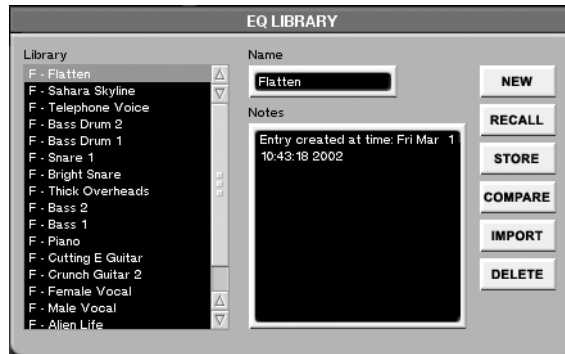 EQ LIBRARY
Library
F - Flatten
F - Sahara Skyline
F - Telephone Voice
F - Bass Drum 2
F - Bass Drum 1
F - Snare 1
F - Bright Snare
F - Thick Overheads
F - Bass 2
F - Bass 1
F - Piano
F - Cutting E Guitar
F - Crunch Guitar 2
F - Female Vocal
F - Male Vocal
F - Alien Life
Name
Flatten
Notes
Entry created at time: Fri Mar 1
10:43:18 2002
NEW
RECALL
STORE
COMPARE
IMPORT
DELETE